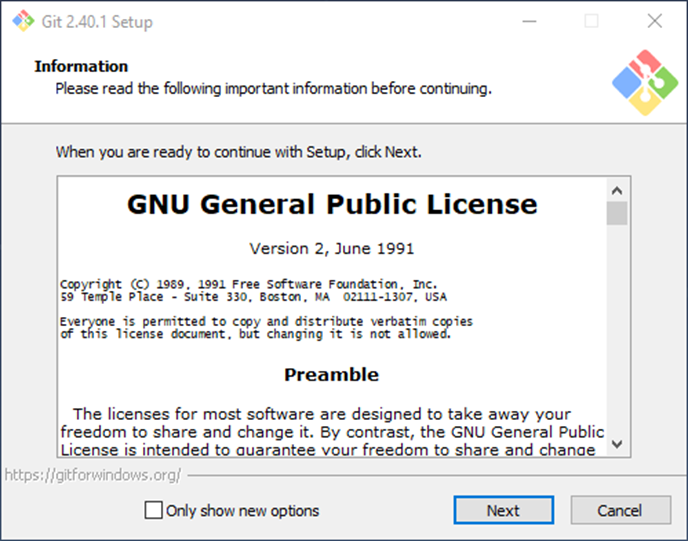 Git 2.40.1 Setup
Information
Please read the following important information before continuing.
When you are ready to continue with Setup, click Next.
GNU General Public License
Version 2, June 1991
Copyright (C) 1989, 1991 Free Software Foundation, Inc.
59 Temple Place - Suite 330, Boston, MA  02111-1307, USA
Everyone is permitted to copy and distribute verbatim copies
of this license document, but changing it is not allowed.
Preamble
The licenses for most software are designed to take away your
freedom to share and change it. By contrast, the GNU General Public
License is intended to guarantee your freedom to share and change
https://gitforwindows.org/
Only show new options
Next
Cancel